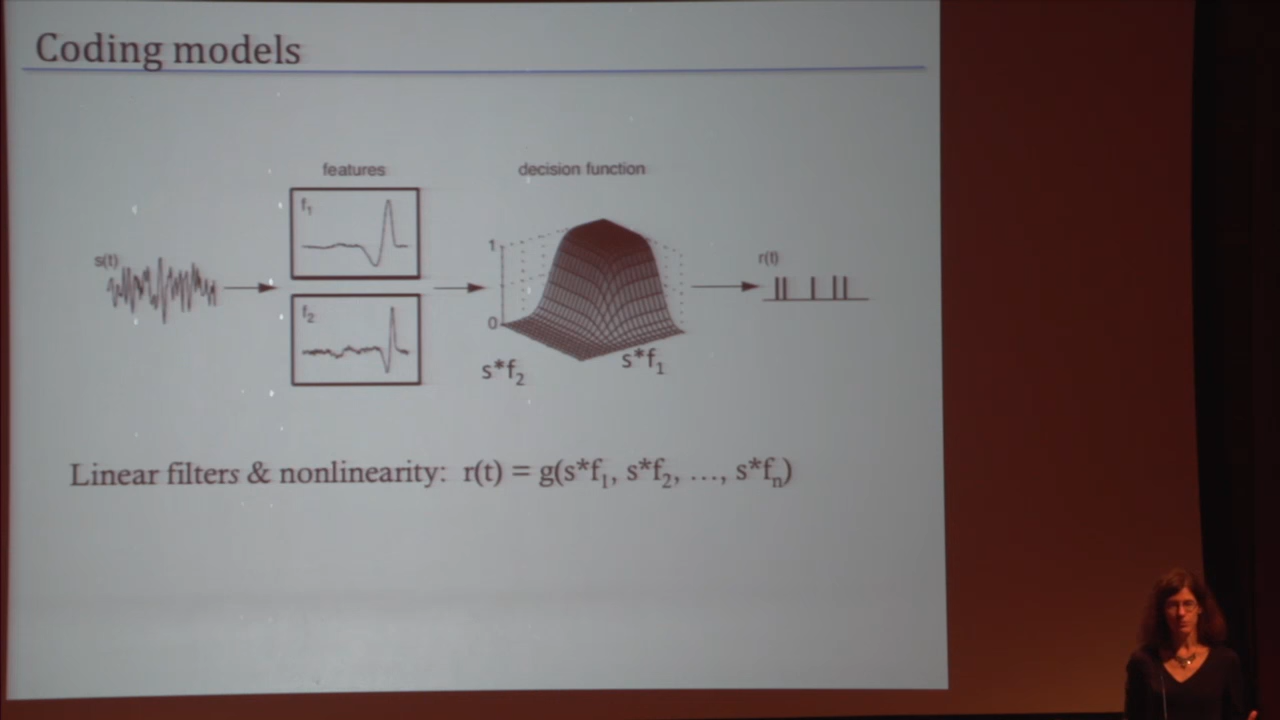 Coding models
features
decision function
f₁
s(t)
f₂
1
0
s*f₂
s*f₁
r(t)
Linear filters & nonlinearity: r(t) = g(s*f₁, s*f₂, …, s*fₙ)